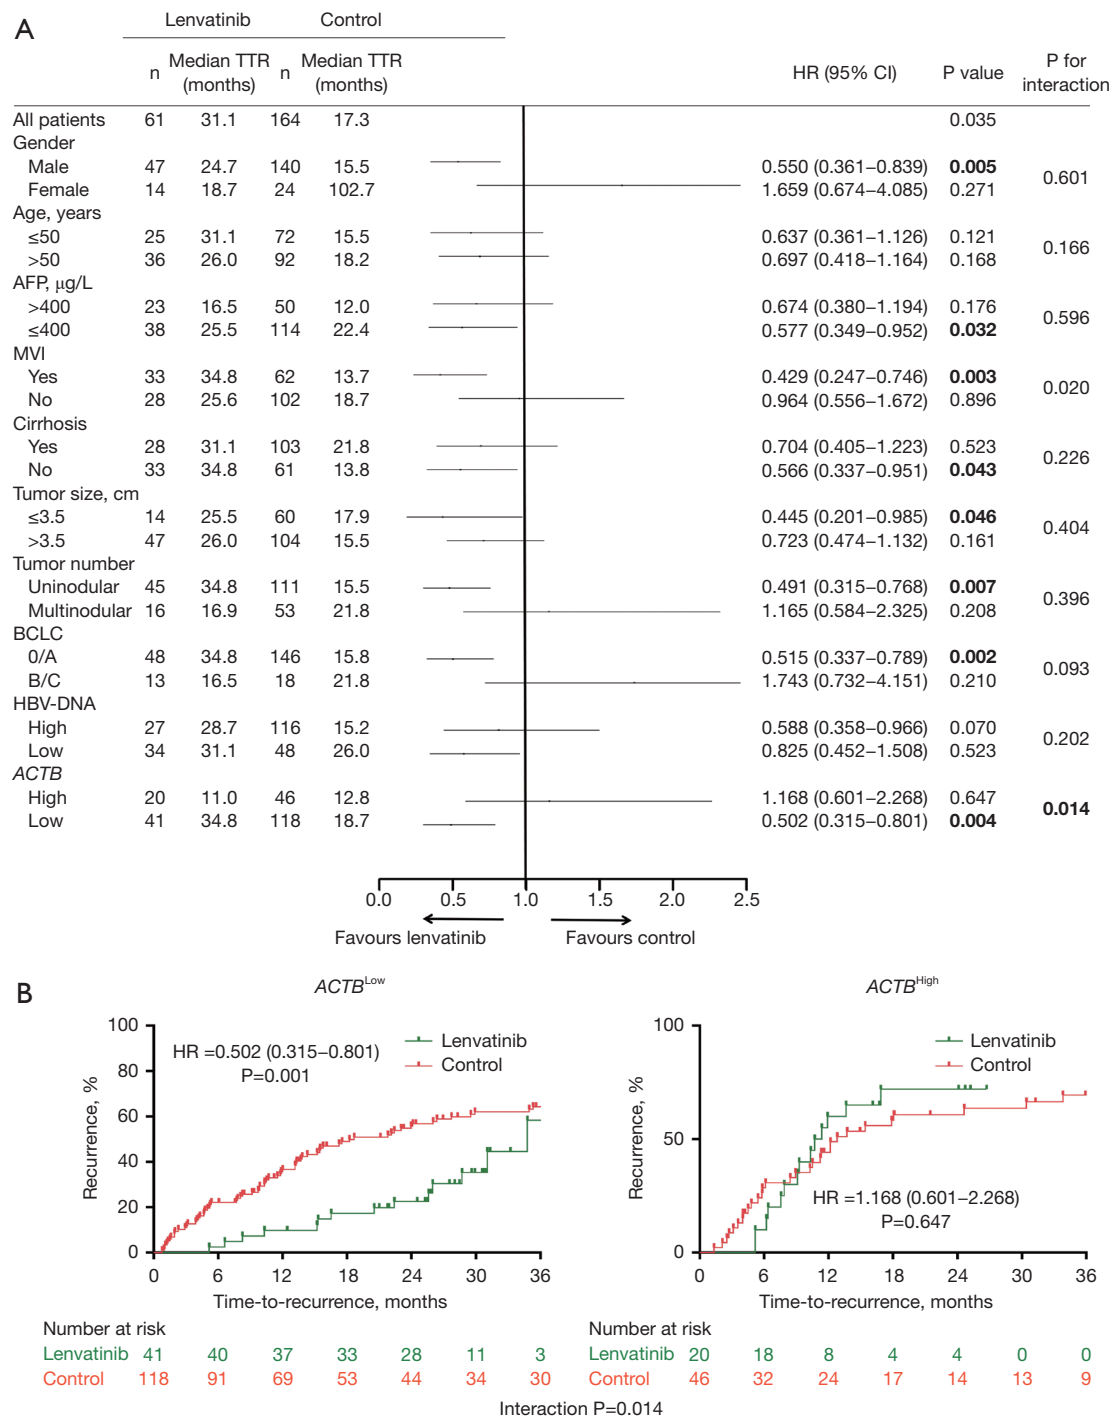 A
Lenvatinib Control
n Median TTR (months) n Median TTR (months) HR (95% CI) P value P for interaction
All patients 61 31.1 164 17.3 0.035
Gender
Male 47 24.7 140 15.5 0.550 (0.361–0.839) 0.005
0.601
Female 14 18.7 24 102.7 1.659 (0.674–4.085) 0.271
Age, years
≤50 25 31.1 72 15.5 0.637 (0.361–1.126) 0.121
0.166
>50 36 26.0 92 18.2 0.697 (0.418–1.164) 0.168
AFP, μg/L
>400 23 16.5 50 12.0 0.674 (0.380–1.194) 0.176
0.596
≤400 38 25.5 114 22.4 0.577 (0.349–0.952) 0.032
MVI
Yes 33 34.8 62 13.7 0.429 (0.247–0.746) 0.003
0.020
No 28 25.6 102 18.7 0.964 (0.556–1.672) 0.896
Cirrhosis
Yes 28 31.1 103 21.8 0.704 (0.405–1.223) 0.523
0.226
No 33 34.8 61 13.8 0.566 (0.337–0.951) 0.043
Tumor size, cm
≤3.5 14 25.5 60 17.9 0.445 (0.201–0.985) 0.046
0.404
>3.5 47 26.0 104 15.5 0.723 (0.474–1.132) 0.161
Tumor number
Uninodular 45 34.8 111 15.5 0.491 (0.315–0.768) 0.007
0.396
Multinodular 16 16.9 53 21.8 1.165 (0.584–2.325) 0.208
BCLC
0/A 48 34.8 146 15.8 0.515 (0.337–0.789) 0.002
0.093
B/C 13 16.5 18 21.8 1.743 (0.732–4.151) 0.210
HBV-DNA
High 27 28.7 116 15.2 0.588 (0.358–0.966) 0.070
0.202
Low 34 31.1 48 26.0 0.825 (0.452–1.508) 0.523
ACTB
High 20 11.0 46 12.8 1.168 (0.601–2.268) 0.647
0.014
Low 41 34.8 118 18.7 0.502 (0.315–0.801) 0.004
0.0 0.5 1.0 1.5 2.0 2.5
Favours lenvatinib Favours control
B
ACTBLow
100
80
60
40
20
0
Recurrence, %
HR =0.502 (0.315–0.801)
P=0.001
Lenvatinib
Control
0 6 12 18 24 30 36
Time-to-recurrence, months
Number at risk
Lenvatinib 41 40 37 33 28 11 3
Control 118 91 69 53 44 34 30
ACTBHigh
100
50
0
Recurrence, %
Lenvatinib
Control
HR =1.168 (0.601–2.268)
P=0.647
0 6 12 18 24 30 36
Time-to-recurrence, months
Number at risk
Lenvatinib 20 18 8 4 4 0 0
Control 46 32 24 17 14 13 9
Interaction P=0.014